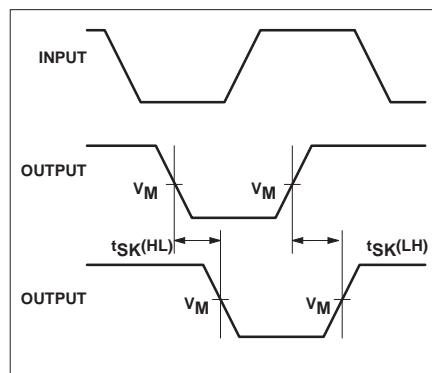 INPUT
OUTPUT
VM
VM
tSK(HL)
tSK(LH)
OUTPUT
VM
VM